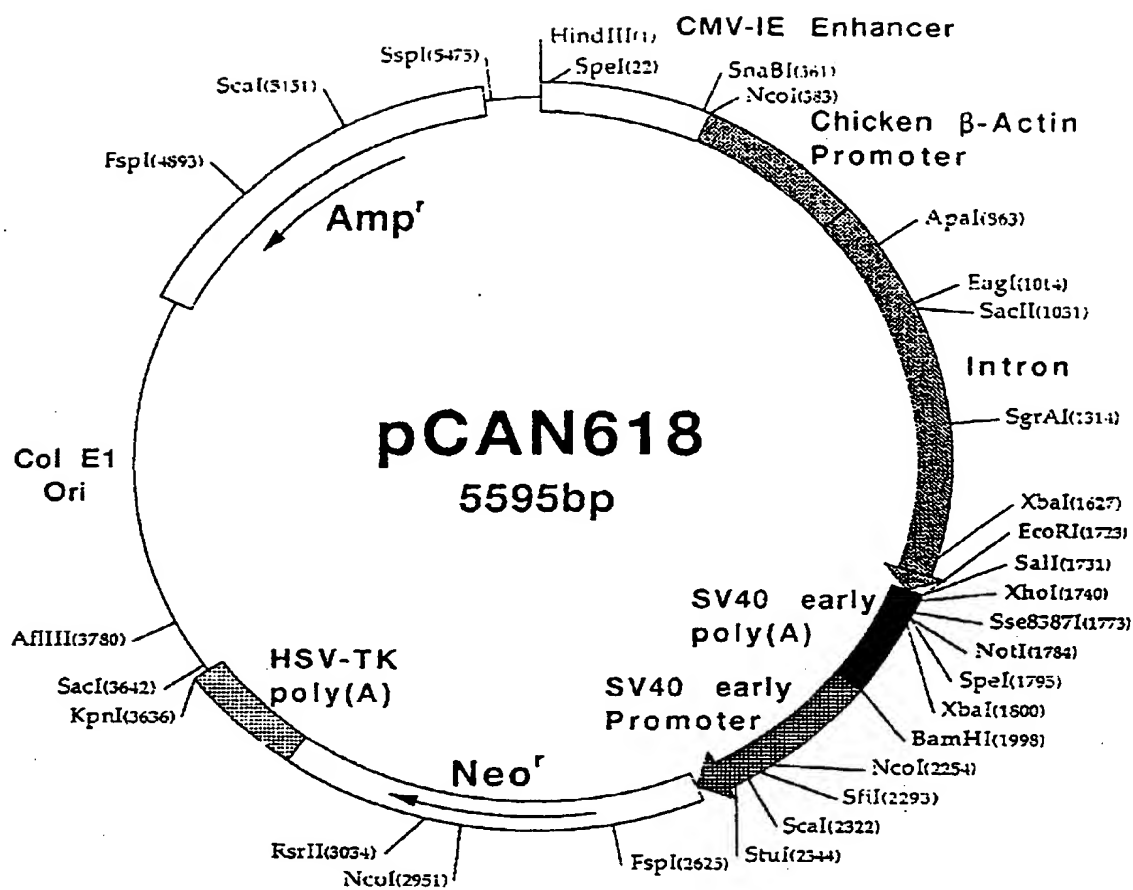 HindIII(1)
CMV-IE Enhancer
SspI(5475)
SpeI(22)
SnaBI(361)
ScaI(5151)
NcoI(383)
Chicken β-Actin
Promoter
FspI(4893)
Ampʳ
ApaI(863)
EagI(1014)
SacII(1031)
Intron
pCAN618
5595bp
SgrAI(1314)
Col E1
Ori
XbaI(1627)
EcoRI(1723)
SalI(1731)
XhoI(1740)
Sse8387I(1773)
NotI(1784)
SpeI(1795)
XbaI(1800)
BamHI(1998)
SV40 early
poly(A)
SV40 early
Promoter
HSV-TK
poly(A)
AflIII(3780)
SacI(3642)
KpnI(3636)
Neoʳ
NcoI(2254)
SfiI(2293)
ScaI(2322)
StuI(2344)
FspI(2625)
RsrII(3034)
NcoI(2951)